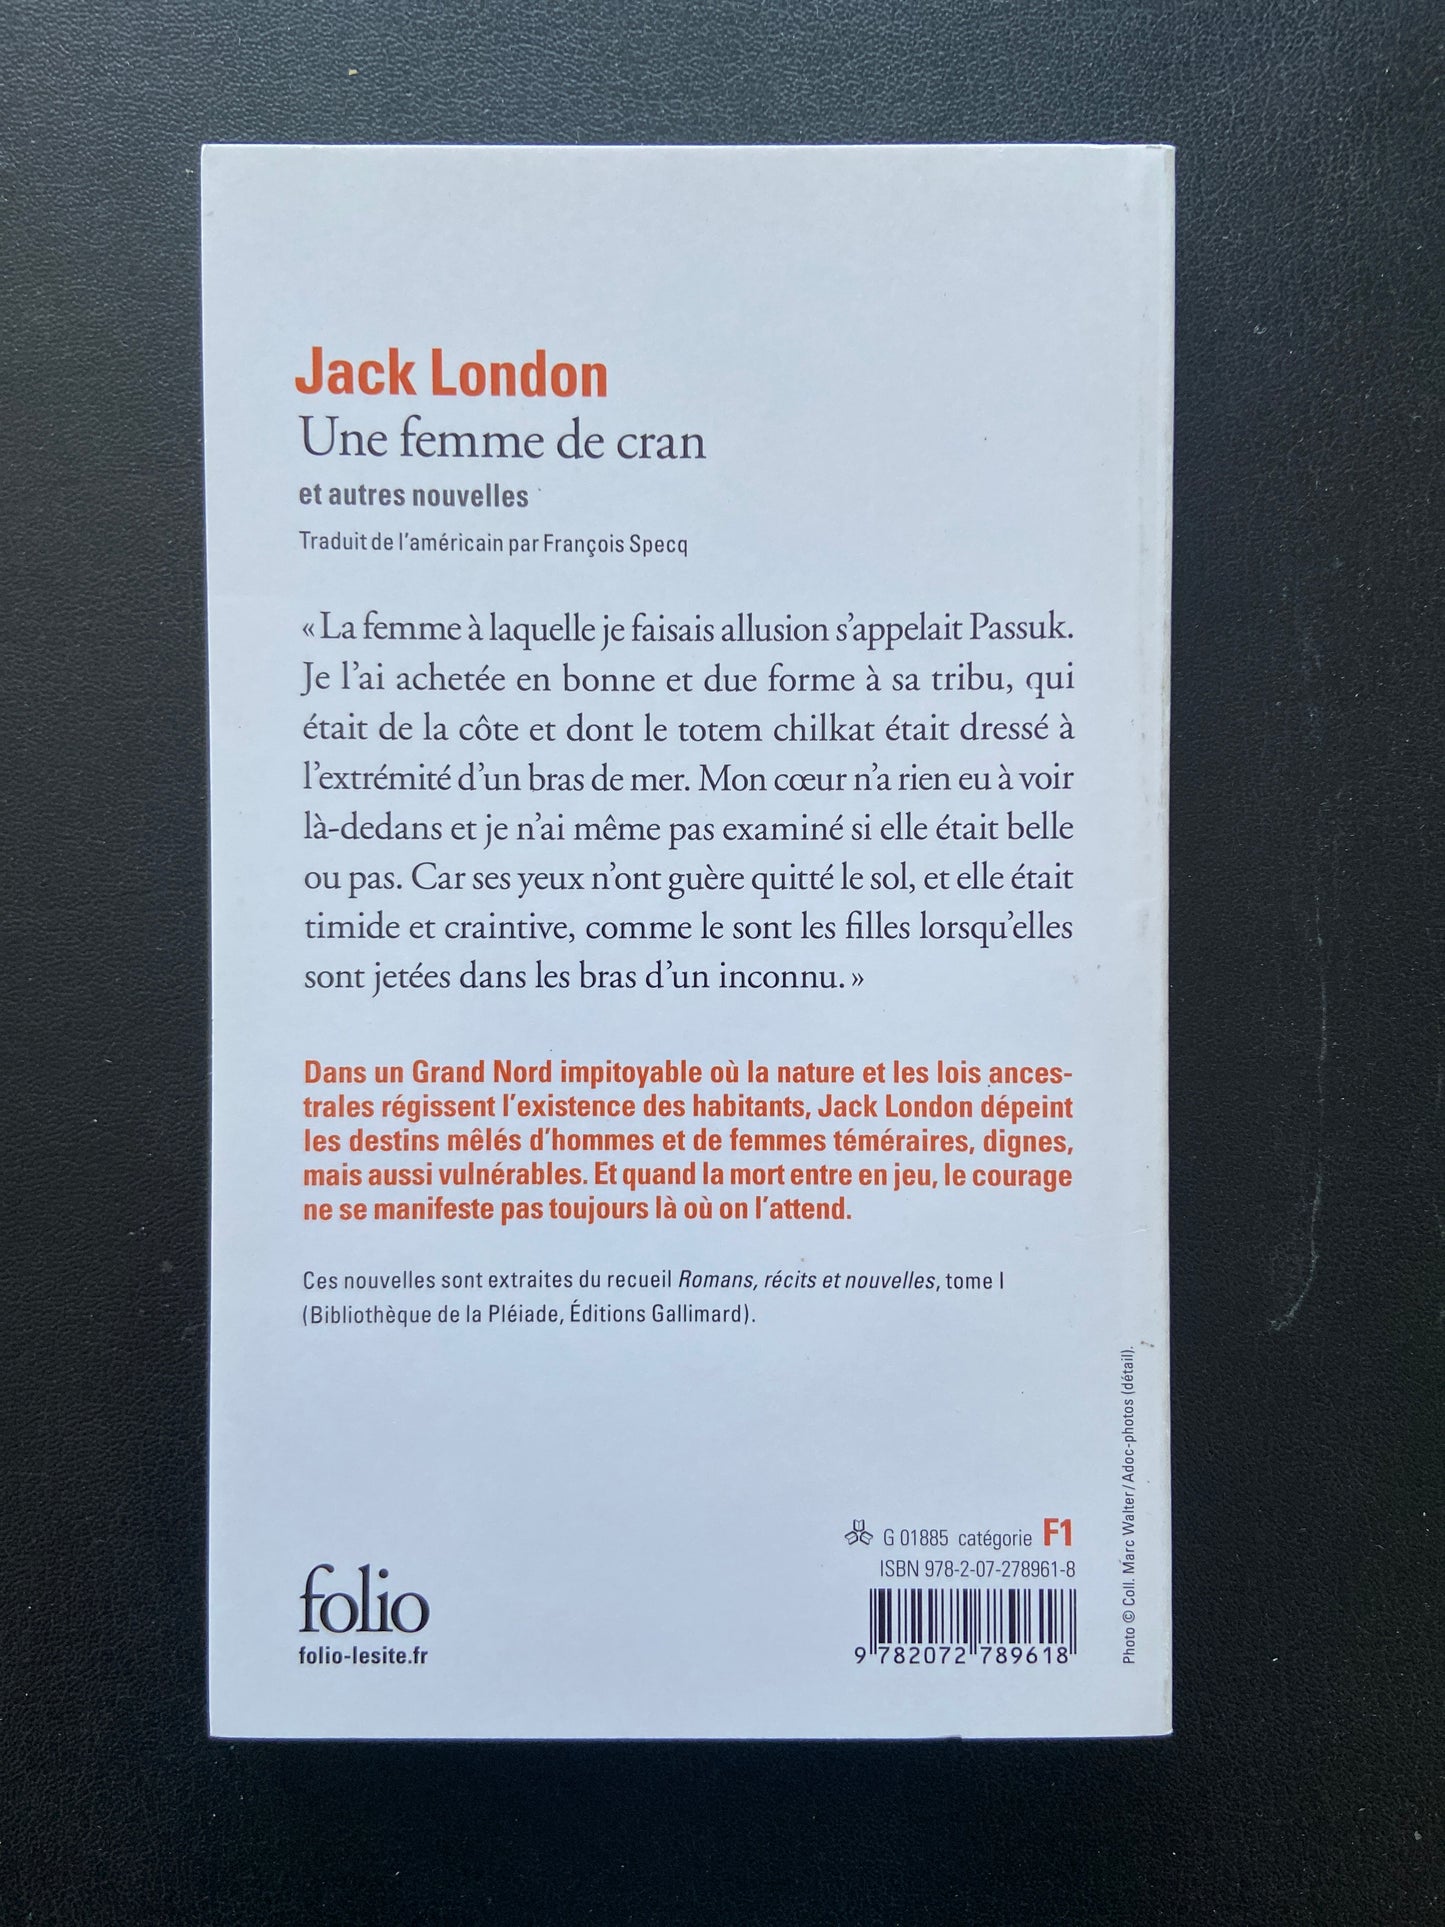 Jack London
Une femme de cran
et autres nouvelles
Traduit de l'américain par François Specq
« La femme à laquelle je faisais allusion s'appelait Passuk.
Je l'ai achetée en bonne et due forme à sa tribu, qui
était de la côte et dont le totem chilkat était dressé à
l'extrémité d'un bras de mer. Mon cœur n'a rien eu à voir
là-dedans et je n'ai même pas examiné si elle était belle
ou pas. Car ses yeux n'ont guère quitté le sol, et elle était
timide et craintive, comme le sont les filles lorsqu'elles
sont jetées dans les bras d'un inconnu. »
Dans un Grand Nord impitoyable où la nature et les lois ances-
trales régissent l'existence des habitants, Jack London dépeint
les destins mêlés d'hommes et de femmes téméraires, dignes,
mais aussi vulnérables. Et quand la mort entre en jeu, le courage
ne se manifeste pas toujours là où on l'attend.
Ces nouvelles sont extraites du recueil Romans, récits et nouvelles, tome I
(Bibliothèque de la Pléiade, Éditions Gallimard).
folio
folio-lesite.fr
G 01885 catégorie F1
ISBN 978-2-07-278961-8
9 782072 789618
Photo © Coll. Marc Walter / Adoc-photos (détail).